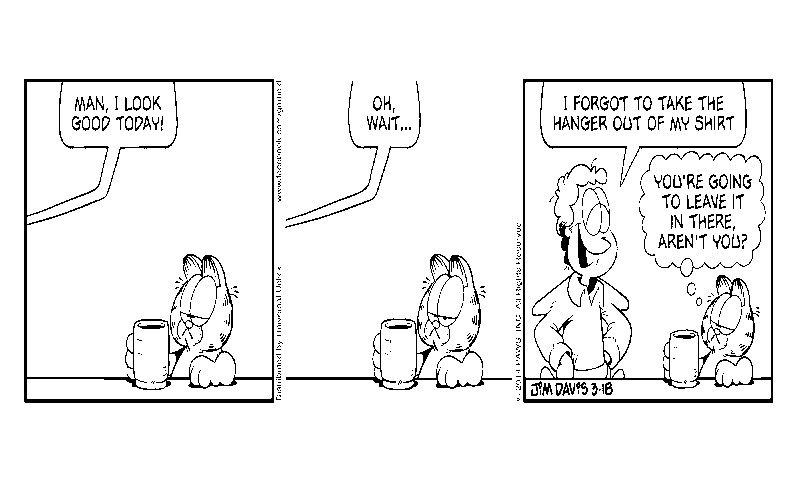 MAN, I LOOK
GOOD TODAY!
OH,
WAIT...
I FORGOT TO TAKE THE
HANGER OUT OF MY SHIRT
YOU'RE GOING
TO LEAVE IT
IN THERE,
AREN'T YOU?
JIM DAVIS 3-18